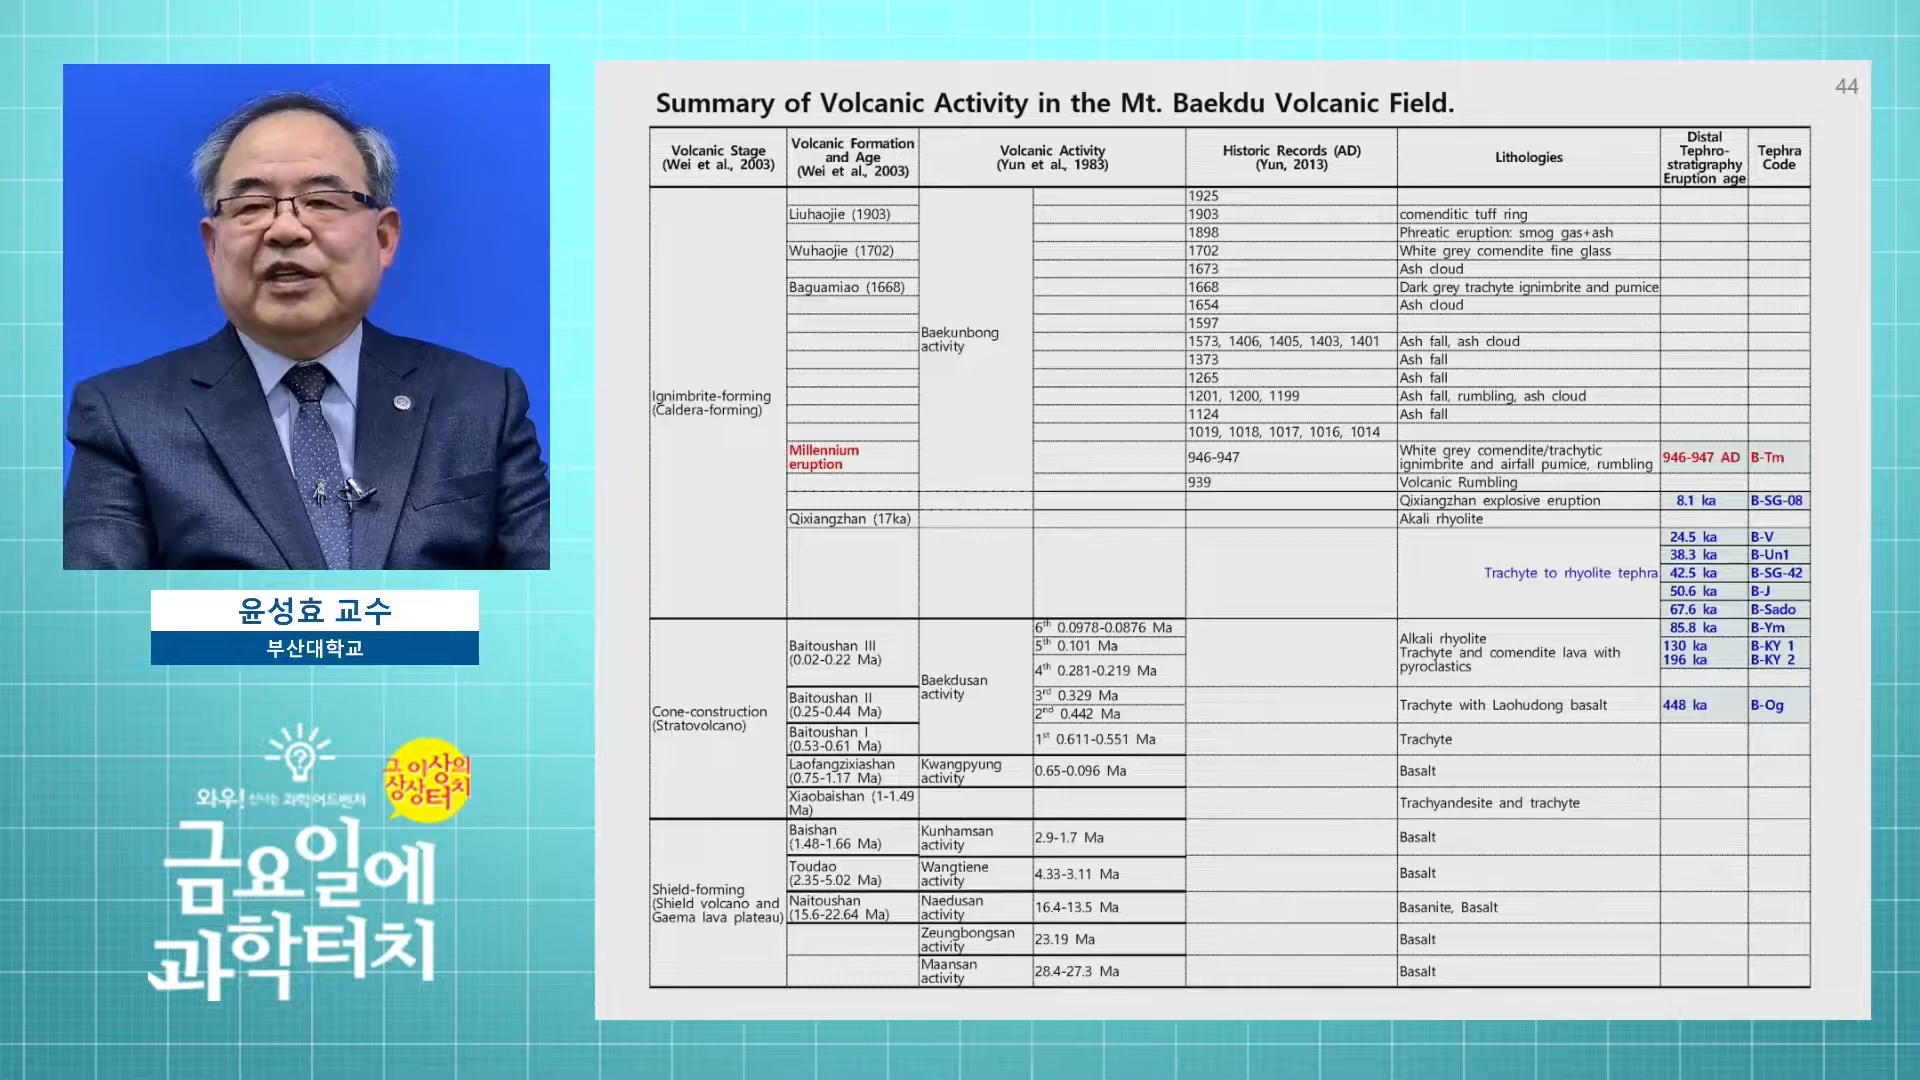 44
Summary of Volcanic Activity in the Mt. Baekdu Volcanic Field.
Volcanic Stage
(Wei et al., 2003)
Volcanic Formation
and Age
(Wei et al., 2003)
Volcanic Activity
(Yun et al., 1983)
Historic Records (AD)
(Yun, 2013)
Lithologies
Distal
Tephro-
stratigraphy
Eruption age
Tephra
Code
Ignimbrite-forming
(Caldera-forming)
Baekunbong
activity
1925
Liuhaojie (1903) 1903 comenditic tuff ring
1898 Phreatic eruption: smog gas+ash
Wuhaojie (1702) 1702 White grey comendite fine glass
1673 Ash cloud
Baguamiao (1668) 1668 Dark grey trachyte ignimbrite and pumice
1654 Ash cloud
1597
1573, 1406, 1405, 1403, 1401 Ash fall, ash cloud
1373 Ash fall
1265 Ash fall
1201, 1200, 1199 Ash fall, rumbling, ash cloud
1124 Ash fall
1019, 1018, 1017, 1016, 1014
Millennium
eruption
946-947
White grey comendite/trachytic
ignimbrite and airfall pumice, rumbling
946-947 AD B-Tm
939 Volcanic Rumbling
Qixiangzhan explosive eruption 8.1 ka B-SG-08
Qixiangzhan (17ka) Akali rhyolite
24.5 ka B-V
38.3 ka B-Un1
Trachyte to rhyolite tephra 42.5 ka B-SG-42
50.6 ka B-J
67.6 ka B-Sado
Cone-construction
(Stratovolcano)
Baitoushan III
(0.02-0.22 Ma)
Baekdusan
activity
6th 0.0978-0.0876 Ma
5th 0.101 Ma
4th 0.281-0.219 Ma
Alkali rhyolite
Trachyte and comendite lava with
pyroclastics
85.8 ka B-Ym
130 ka B-KY 1
196 ka B-KY 2
Baitoushan II
(0.25-0.44 Ma)
3rd 0.329 Ma
2nd 0.442 Ma
Trachyte with Laohudong basalt
448 ka B-Og
Baitoushan I
(0.53-0.61 Ma)
1st 0.611-0.551 Ma
Trachyte
Laofangzixiashan
(0.75-1.17 Ma)
Kwangpyung
activity
0.65-0.096 Ma
Basalt
Xiaobaishan (1-1.49
Ma)
Trachyandesite and trachyte
Shield-forming
(Shield volcano and
Gaema lava plateau)
Baishan
(1.48-1.66 Ma)
Kunhamsan
activity
2.9-1.7 Ma
Basalt
Toudao
(2.35-5.02 Ma)
Wangtiene
activity
4.33-3.11 Ma
Basalt
Naitoushan
(15.6-22.64 Ma)
Naedusan
activity
16.4-13.5 Ma
Basanite, Basalt
Zeungbongsan
activity
23.19 Ma
Basalt
Maansan
activity
28.4-27.3 Ma
Basalt
윤성효 교수
부산대학교
그 이상의
상상터치
와우! 신나는 과학어드벤처
금요일에
과학터치